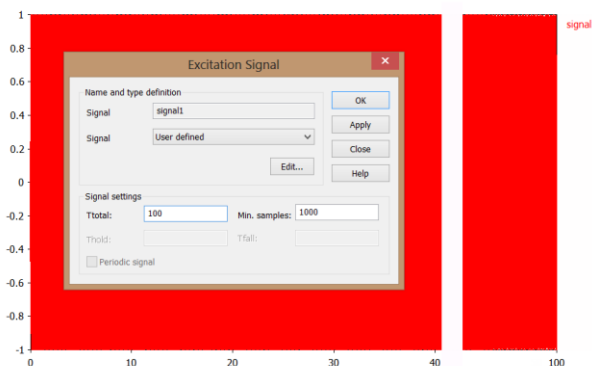 1
0.8
0.6
0.4
0.2
0
-0.2
-0.4
-0.6
-0.8
-1
0
10
20
30
40
100
signal
Excitation Signal
Name and type definition
Signal signal1
Signal User defined
Edit...
OK
Apply
Close
Help
Signal settings
Ttotal: 100 Min. samples: 1000
Thold: Tfall:
Periodic signal